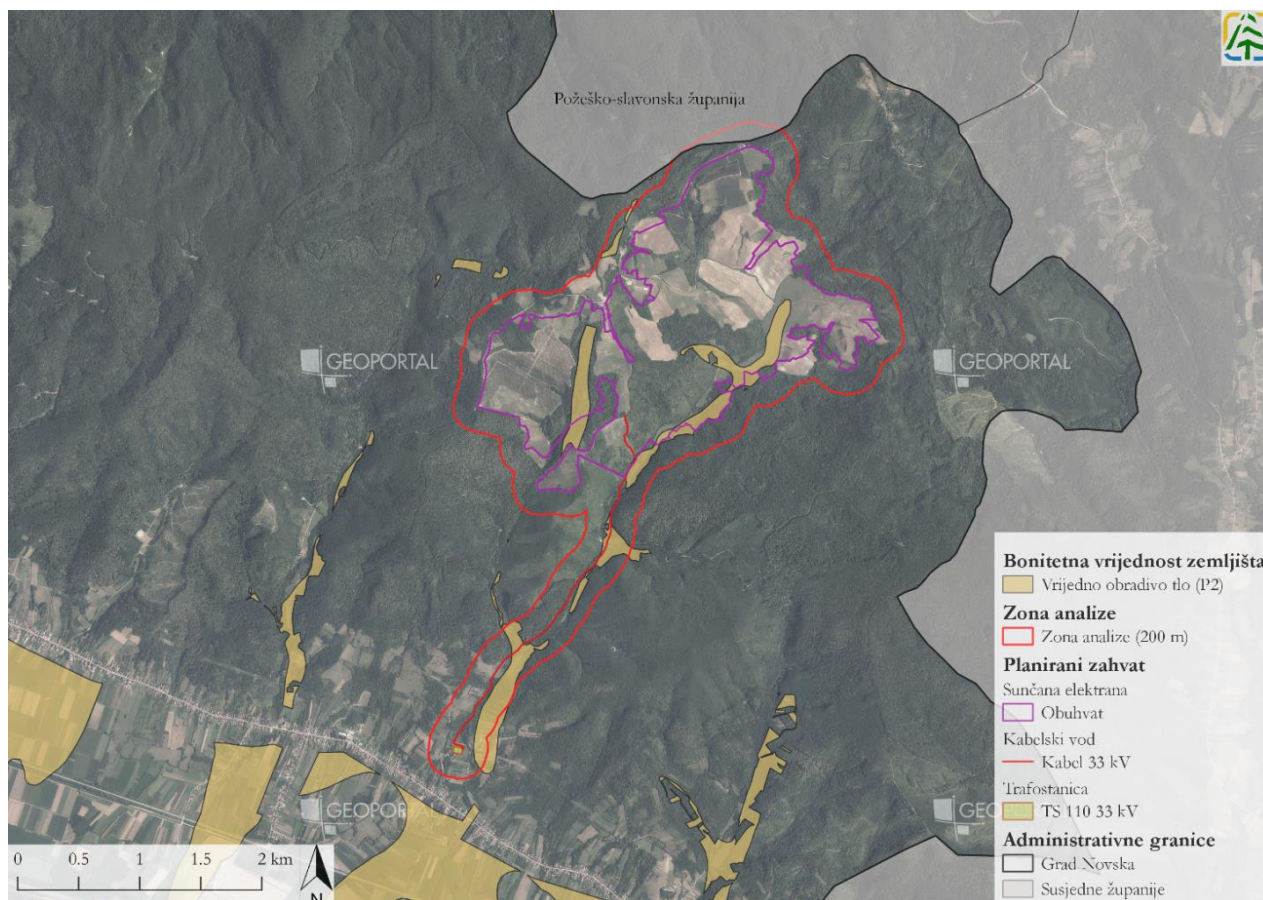 Požeško-slavonska županija
GEOPORTAL
GEOPORTAL
Bonitetna vrijednost zemljišta
Vrijedno obradivo tlo (P2)
Zona analize
Zona analize (200 m)
Planirani zahvat
Sunčana elektrana
Obuhvat
Kabelski vod
Kabel 33 kV
Trafostanica
TS 110 33 kV
Administrativne granice
Grad Novska
Susjedne županije
GEOPORTAL
GEOPORTAL
0 0.5 1 1.5 2 km
N